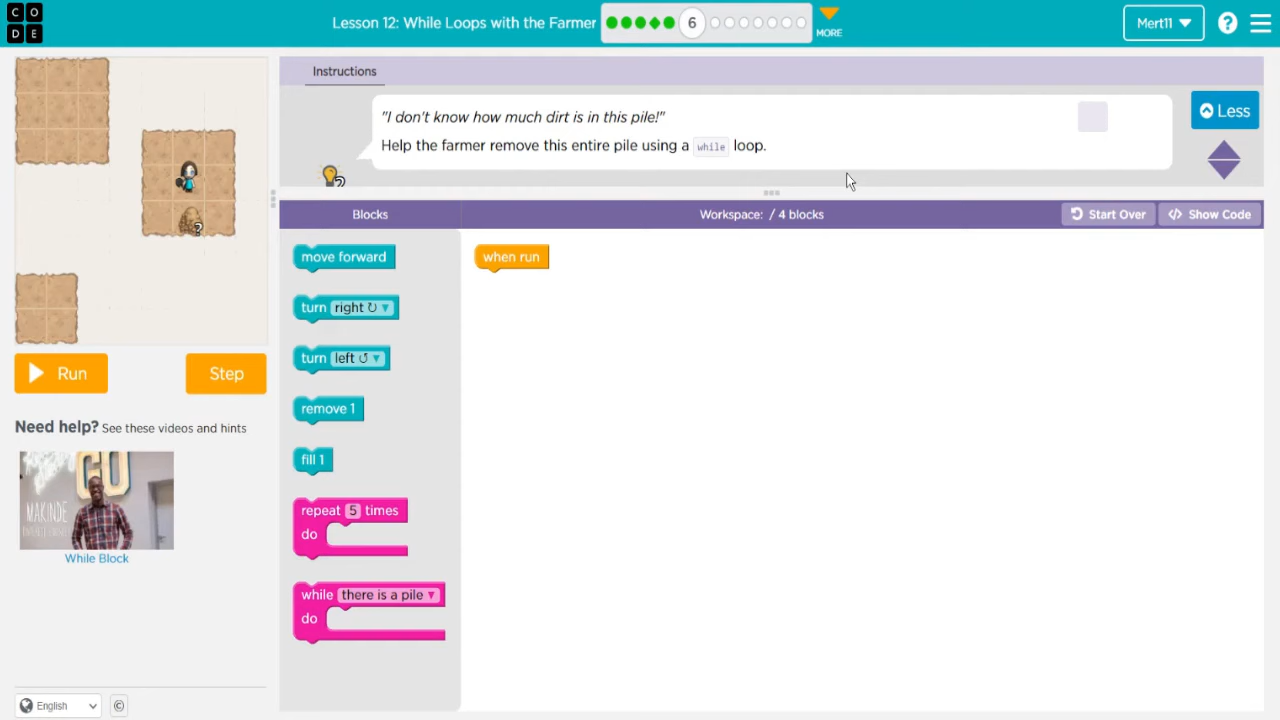 C O
D E
Lesson 12: While Loops with the Farmer
6
MORE
Mert11
?
Instructions
"I don't know how much dirt is in this pile!"
Help the farmer remove this entire pile using a while loop.
Less
2
?
Blocks
Workspace: / 4 blocks
Start Over
</> Show Code
move forward
when run
turn right ↻
turn left ↺
remove 1
fill 1
repeat 5 times
do
while there is a pile
do
Run
Step
Need help? See these videos and hints
GO
MAKINDE
While Block
English
©